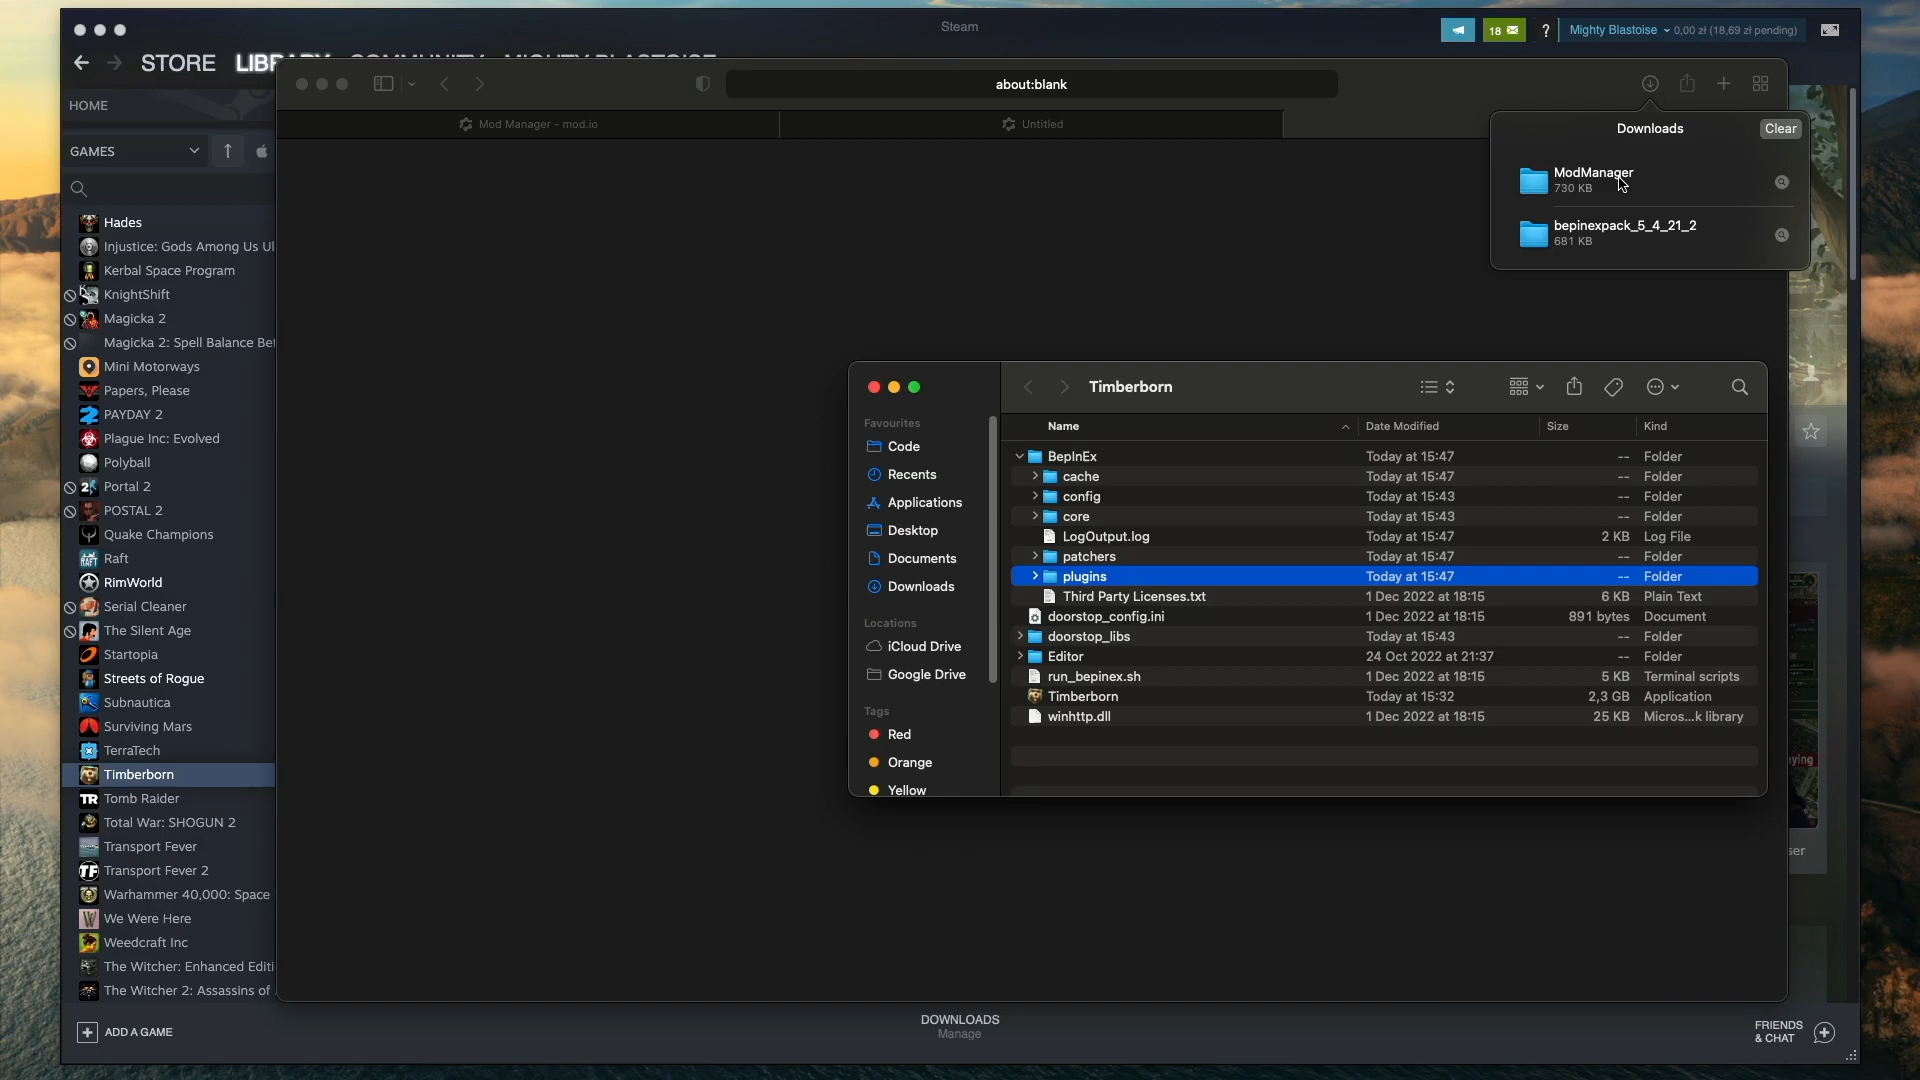 Steam
18
?
Mighty Blastoise
0,00 zł (18,69 zł pending)
STORE
HOME
GAMES
Hades
Injustice: Gods Among Us Ul
Kerbal Space Program
KnightShift
Magicka 2
Magicka 2: Spell Balance Bet
Mini Motorways
Papers, Please
PAYDAY 2
Plague Inc: Evolved
Polyball
Portal 2
POSTAL 2
Quake Champions
Raft
RimWorld
Serial Cleaner
The Silent Age
Startopia
Streets of Rogue
Subnautica
Surviving Mars
TerraTech
Timberborn
Tomb Raider
Total War: SHOGUN 2
Transport Fever
Transport Fever 2
Warhammer 40,000: Space
We Were Here
Weedcraft Inc
The Witcher: Enhanced Editi
The Witcher 2: Assassins of
ADD A GAME
DOWNLOADS
Manage
FRIENDS
& CHAT
about:blank
Mod Manager - mod.io
Untitled
Downloads
Clear
ModManager
730 KB
bepinexpack_5_4_21_2
681 KB
Timberborn
Favourites
Code
Recents
Applications
Desktop
Documents
Downloads
Locations
iCloud Drive
Google Drive
Tags
Red
Orange
Yellow
Name Date Modified Size Kind
BepInEx Today at 15:47 -- Folder
cache Today at 15:47 -- Folder
config Today at 15:43 -- Folder
core Today at 15:43 -- Folder
LogOutput.log Today at 15:47 2 KB Log File
patchers Today at 15:47 -- Folder
plugins Today at 15:47 -- Folder
Third Party Licenses.txt 1 Dec 2022 at 18:15 6 KB Plain Text
doorstop_config.ini 1 Dec 2022 at 18:15 891 bytes Document
doorstop_libs Today at 15:43 -- Folder
Editor 24 Oct 2022 at 21:37 -- Folder
run_bepinex.sh 1 Dec 2022 at 18:15 5 KB Terminal scripts
Timberborn Today at 15:32 2,3 GB Application
winhttp.dll 1 Dec 2022 at 18:15 25 KB Micros...k library
ying
ser